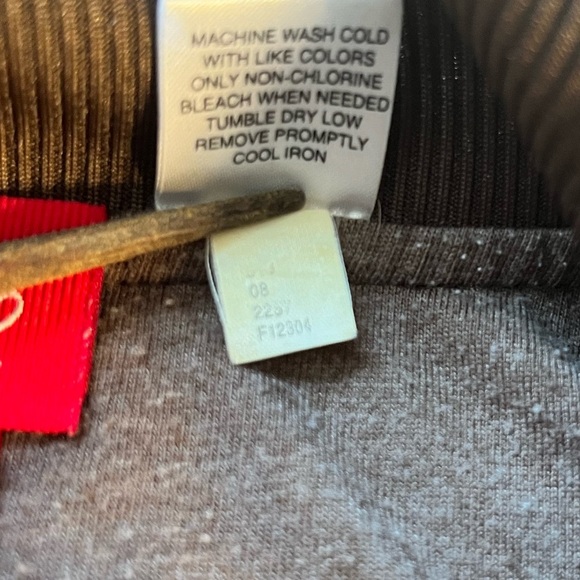 MACHINE WASH COLD
WITH LIKE COLORS
ONLY NON-CHLORINE
BLEACH WHEN NEEDED
TUMBLE DRY LOW
REMOVE PROMPTLY
COOL IRON
08
2257
F12304